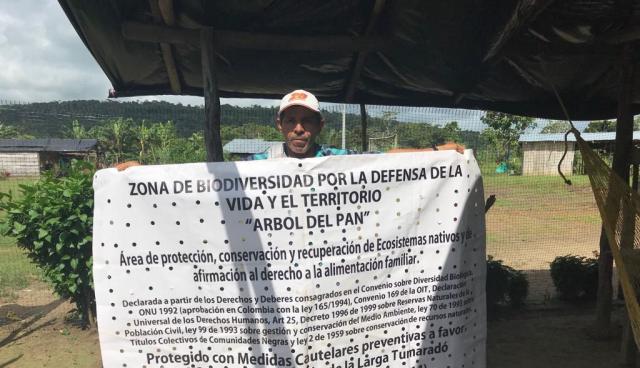 ZONA DE BIODIVERSIDAD POR LA DEFENSA DE LA
VIDA Y EL TERRITORIO
"ARBOL DEL PAN"
Área de protección, conservación y recuperación de Ecosistemas nativos y de
afirmación al derecho a la alimentación familiar.
Declarada a partir de los Derechos y Deberes consagrados en el Convenio sobre Diversidad Biológica,
ONU 1992 (aprobación en Colombia con la ley 165/1994), Convenio 169 de la OIT, Declaración
Universal de los Derechos Humanos, Art 25, Decreto 1996 de 1999 sobre Reservas Naturales de la
Población Civil, ley 99 de 1993 sobre gestión y conservación del Medio Ambiente, ley 70 de 1993 sobre
Títulos Colectivos de Comunidades Negras y ley 2 de 1959 sobre conservación de recursos naturales.
Protegido con Medidas Cautelares preventivas a favor
de la Larga Tumaradó